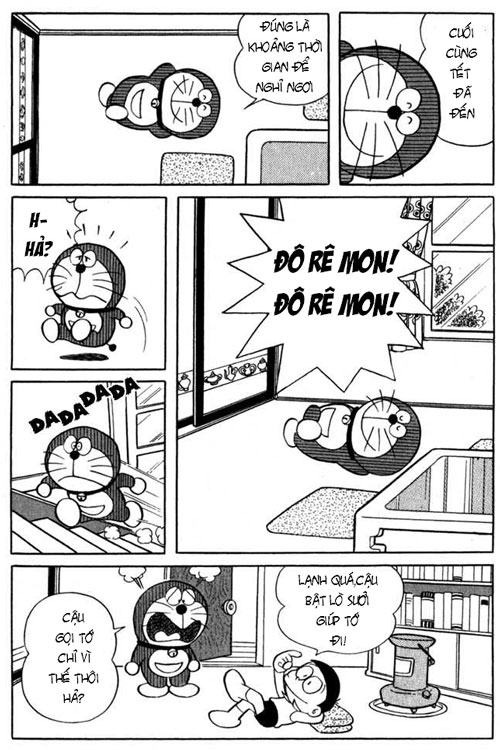 CUỐI
CÙNG
TẾT
ĐÃ
ĐẾN
ĐÚNG LÀ
KHOẢNG THỜI
GIAN ĐỂ
NGHỈ NGƠI
ĐÔ RÊ MON!
ĐÔ RÊ MON!
H-
HẢ?
DADADADA
LẠNH QUÁ,CẬU
BẬT LÒ SƯỞI
GIÚP TỚ
ĐI!
CẬU
GỌI TỚ
CHỈ VÌ
THẾ THÔI
HẢ?